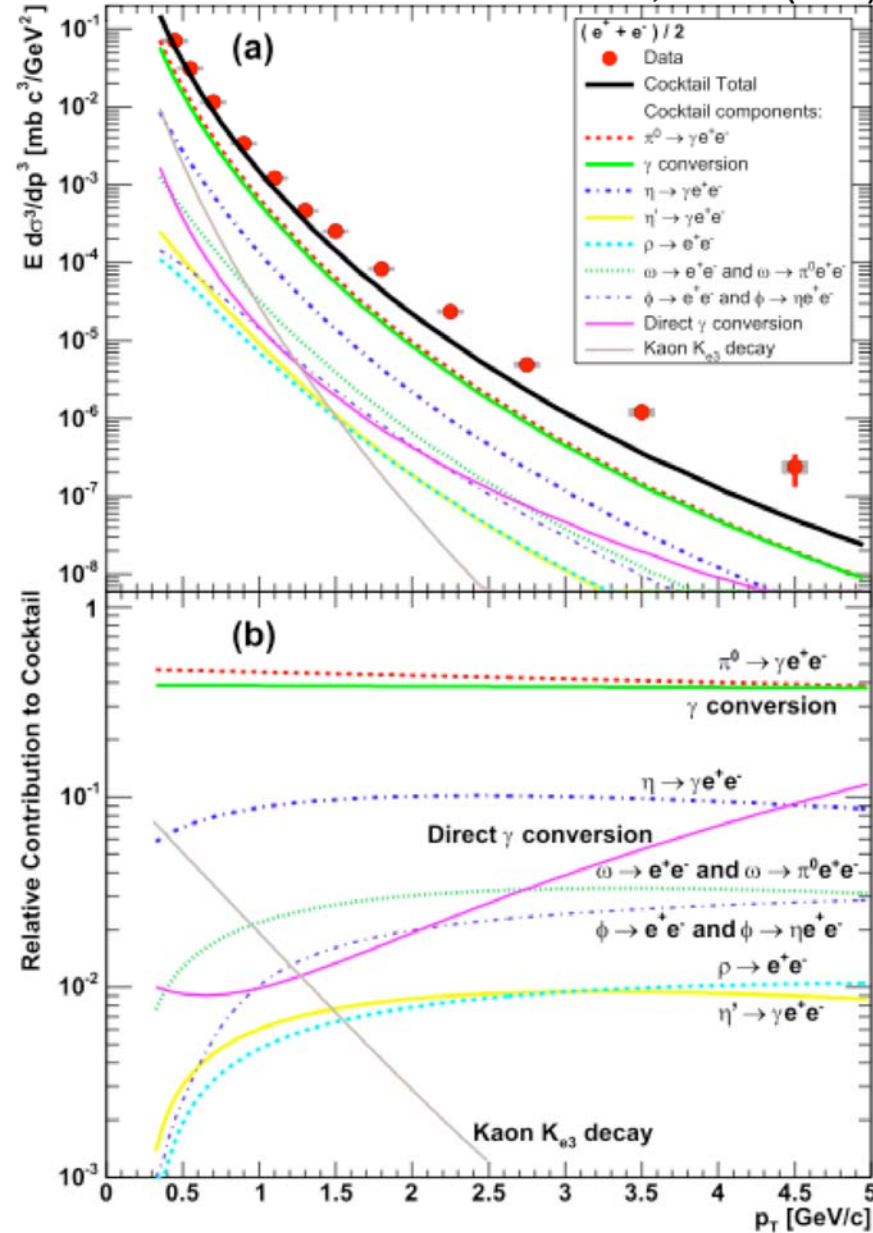 (a)
( e⁺ + e⁻ ) / 2
Data
Cocktail Total
Cocktail components:
π⁰ → γe⁺e⁻
γ conversion
η → γe⁺e⁻
η' → γe⁺e⁻
ρ → e⁺e⁻
ω → e⁺e⁻ and ω → π⁰e⁺e⁻
ϕ → e⁺e⁻ and ϕ → ηe⁺e⁻
Direct γ conversion
Kaon Kₑ₃ decay
E dσ³/dp³ [mb c³/GeV²]
10⁻¹
10⁻²
10⁻³
10⁻⁴
10⁻⁵
10⁻⁶
10⁻⁷
10⁻⁸
(b)
Relative Contribution to Cocktail
1
10⁻¹
10⁻²
10⁻³
π⁰ → γe⁺e⁻
γ conversion
η → γe⁺e⁻
Direct γ conversion
ω → e⁺e⁻ and ω → π⁰e⁺e⁻
ϕ → e⁺e⁻ and ϕ → ηe⁺e⁻
ρ → e⁺e⁻
η' → γe⁺e⁻
Kaon Kₑ₃ decay
0 0.5 1 1.5 2 2.5 3 3.5 4 4.5 5
p_T [GeV/c]